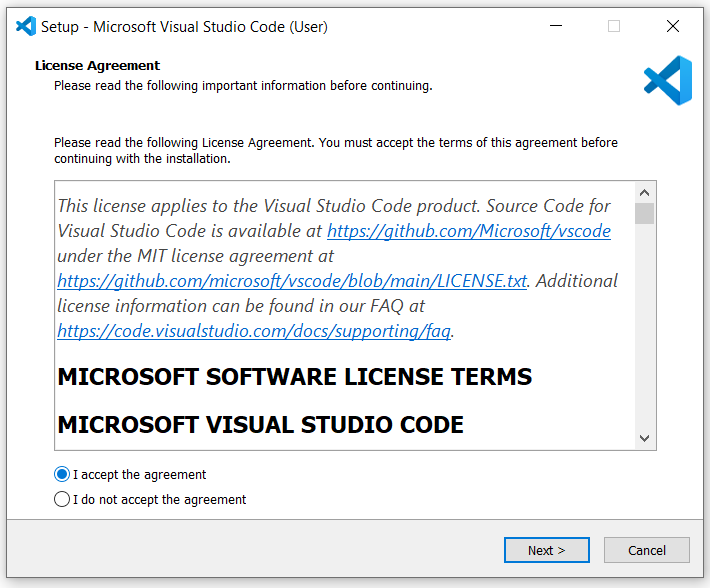 Setup - Microsoft Visual Studio Code (User)
License Agreement
Please read the following important information before continuing.
Please read the following License Agreement. You must accept the terms of this agreement before
continuing with the installation.
This license applies to the Visual Studio Code product. Source Code for
Visual Studio Code is available at https://github.com/Microsoft/vscode
under the MIT license agreement at
https://github.com/microsoft/vscode/blob/main/LICENSE.txt. Additional
license information can be found in our FAQ at
https://code.visualstudio.com/docs/supporting/faq.
MICROSOFT SOFTWARE LICENSE TERMS
MICROSOFT VISUAL STUDIO CODE
I accept the agreement
I do not accept the agreement
Next >
Cancel